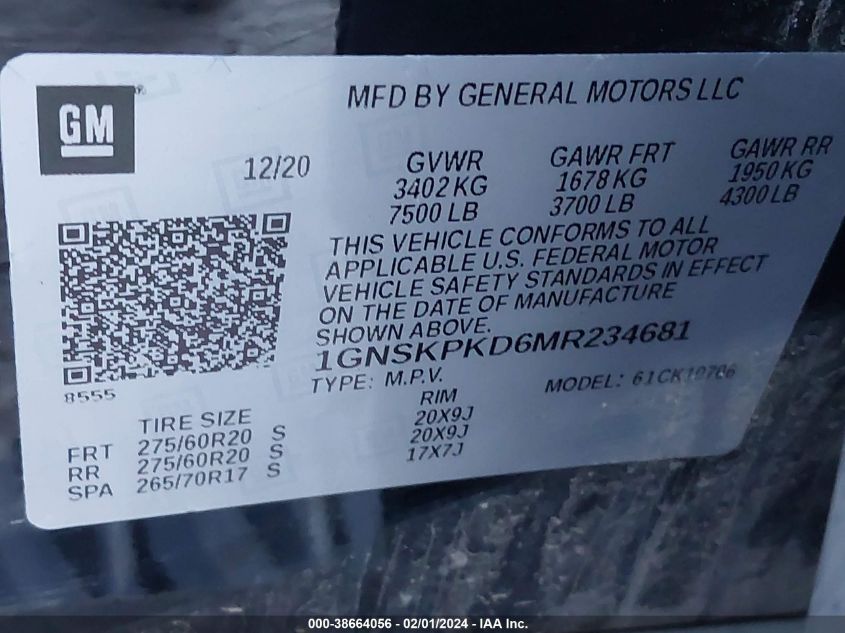 GM
MFD BY GENERAL MOTORS LLC
12/20
GVWR GAWR FRT GAWR RR
3402 KG 1678 KG 1950 KG
7500 LB 3700 LB 4300 LB
THIS VEHICLE CONFORMS TO ALL
APPLICABLE U.S. FEDERAL MOTOR
VEHICLE SAFETY STANDARDS IN EFFECT
ON THE DATE OF MANUFACTURE
SHOWN ABOVE.
1GNSKPKD6MR234681
TYPE: M.P.V. MODEL: 61CK10706
8555
TIRE SIZE RIM
FRT 275/60R20 S 20X9J
RR 275/60R20 S 20X9J
SPA 265/70R17 S 17X7J
000-38664056 - 02/01/2024 - IAA Inc.